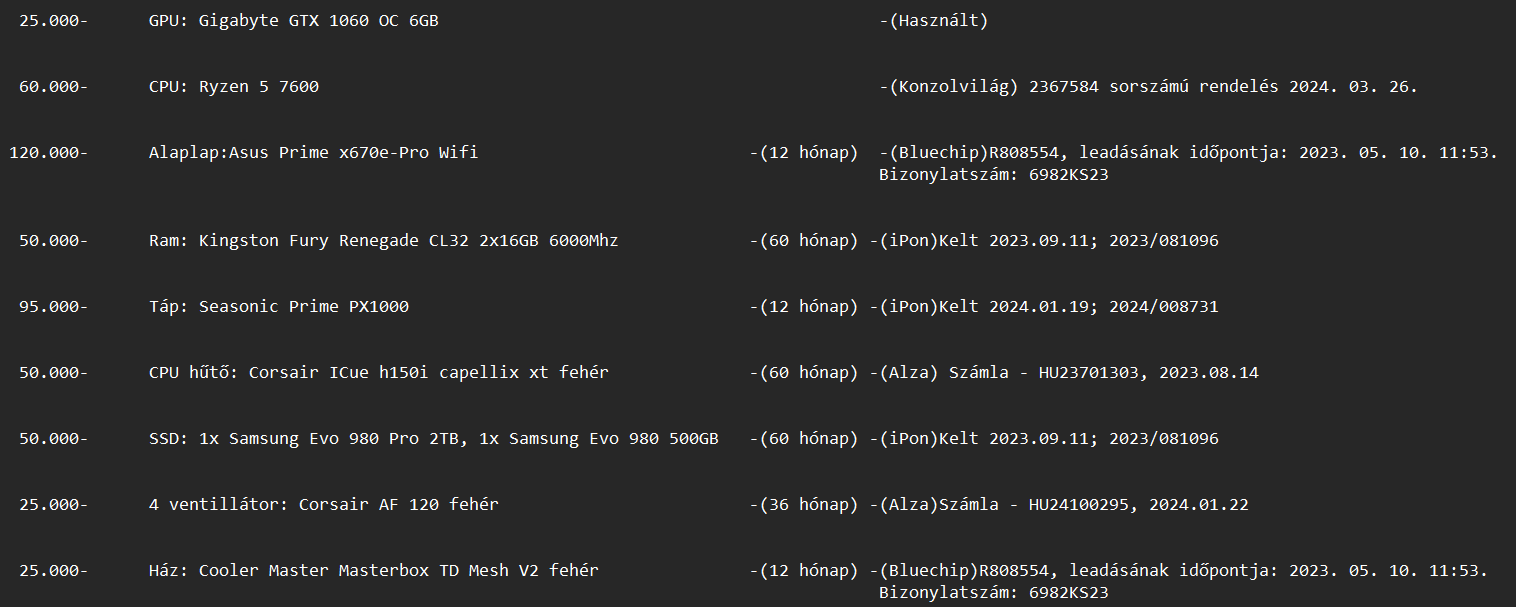 25.000- GPU: Gigabyte GTX 1060 OC 6GB -(Használt)
60.000- CPU: Ryzen 5 7600 -(Konzolvilág) 2367584 sorszámú rendelés 2024. 03. 26.
120.000- Alaplap:Asus Prime x670e-Pro Wifi -(12 hónap) -(Bluechip)R808554, leadásának időpontja: 2023. 05. 10. 11:53.
Bizonylatszám: 6982KS23
50.000- Ram: Kingston Fury Renegade CL32 2x16GB 6000Mhz -(60 hónap) -(iPon)Kelt 2023.09.11; 2023/081096
95.000- Táp: Seasonic Prime PX1000 -(12 hónap) -(iPon)Kelt 2024.01.19; 2024/008731
50.000- CPU hűtő: Corsair ICue h150i capellix xt fehér -(60 hónap) -(Alza) Számla - HU23701303, 2023.08.14
50.000- SSD: 1x Samsung Evo 980 Pro 2TB, 1x Samsung Evo 980 500GB -(60 hónap) -(iPon)Kelt 2023.09.11; 2023/081096
25.000- 4 ventillátor: Corsair AF 120 fehér -(36 hónap) -(Alza)Számla - HU24100295, 2024.01.22
25.000- Ház: Cooler Master Masterbox TD Mesh V2 fehér -(12 hónap) -(Bluechip)R808554, leadásának időpontja: 2023. 05. 10. 11:53.
Bizonylatszám: 6982KS23